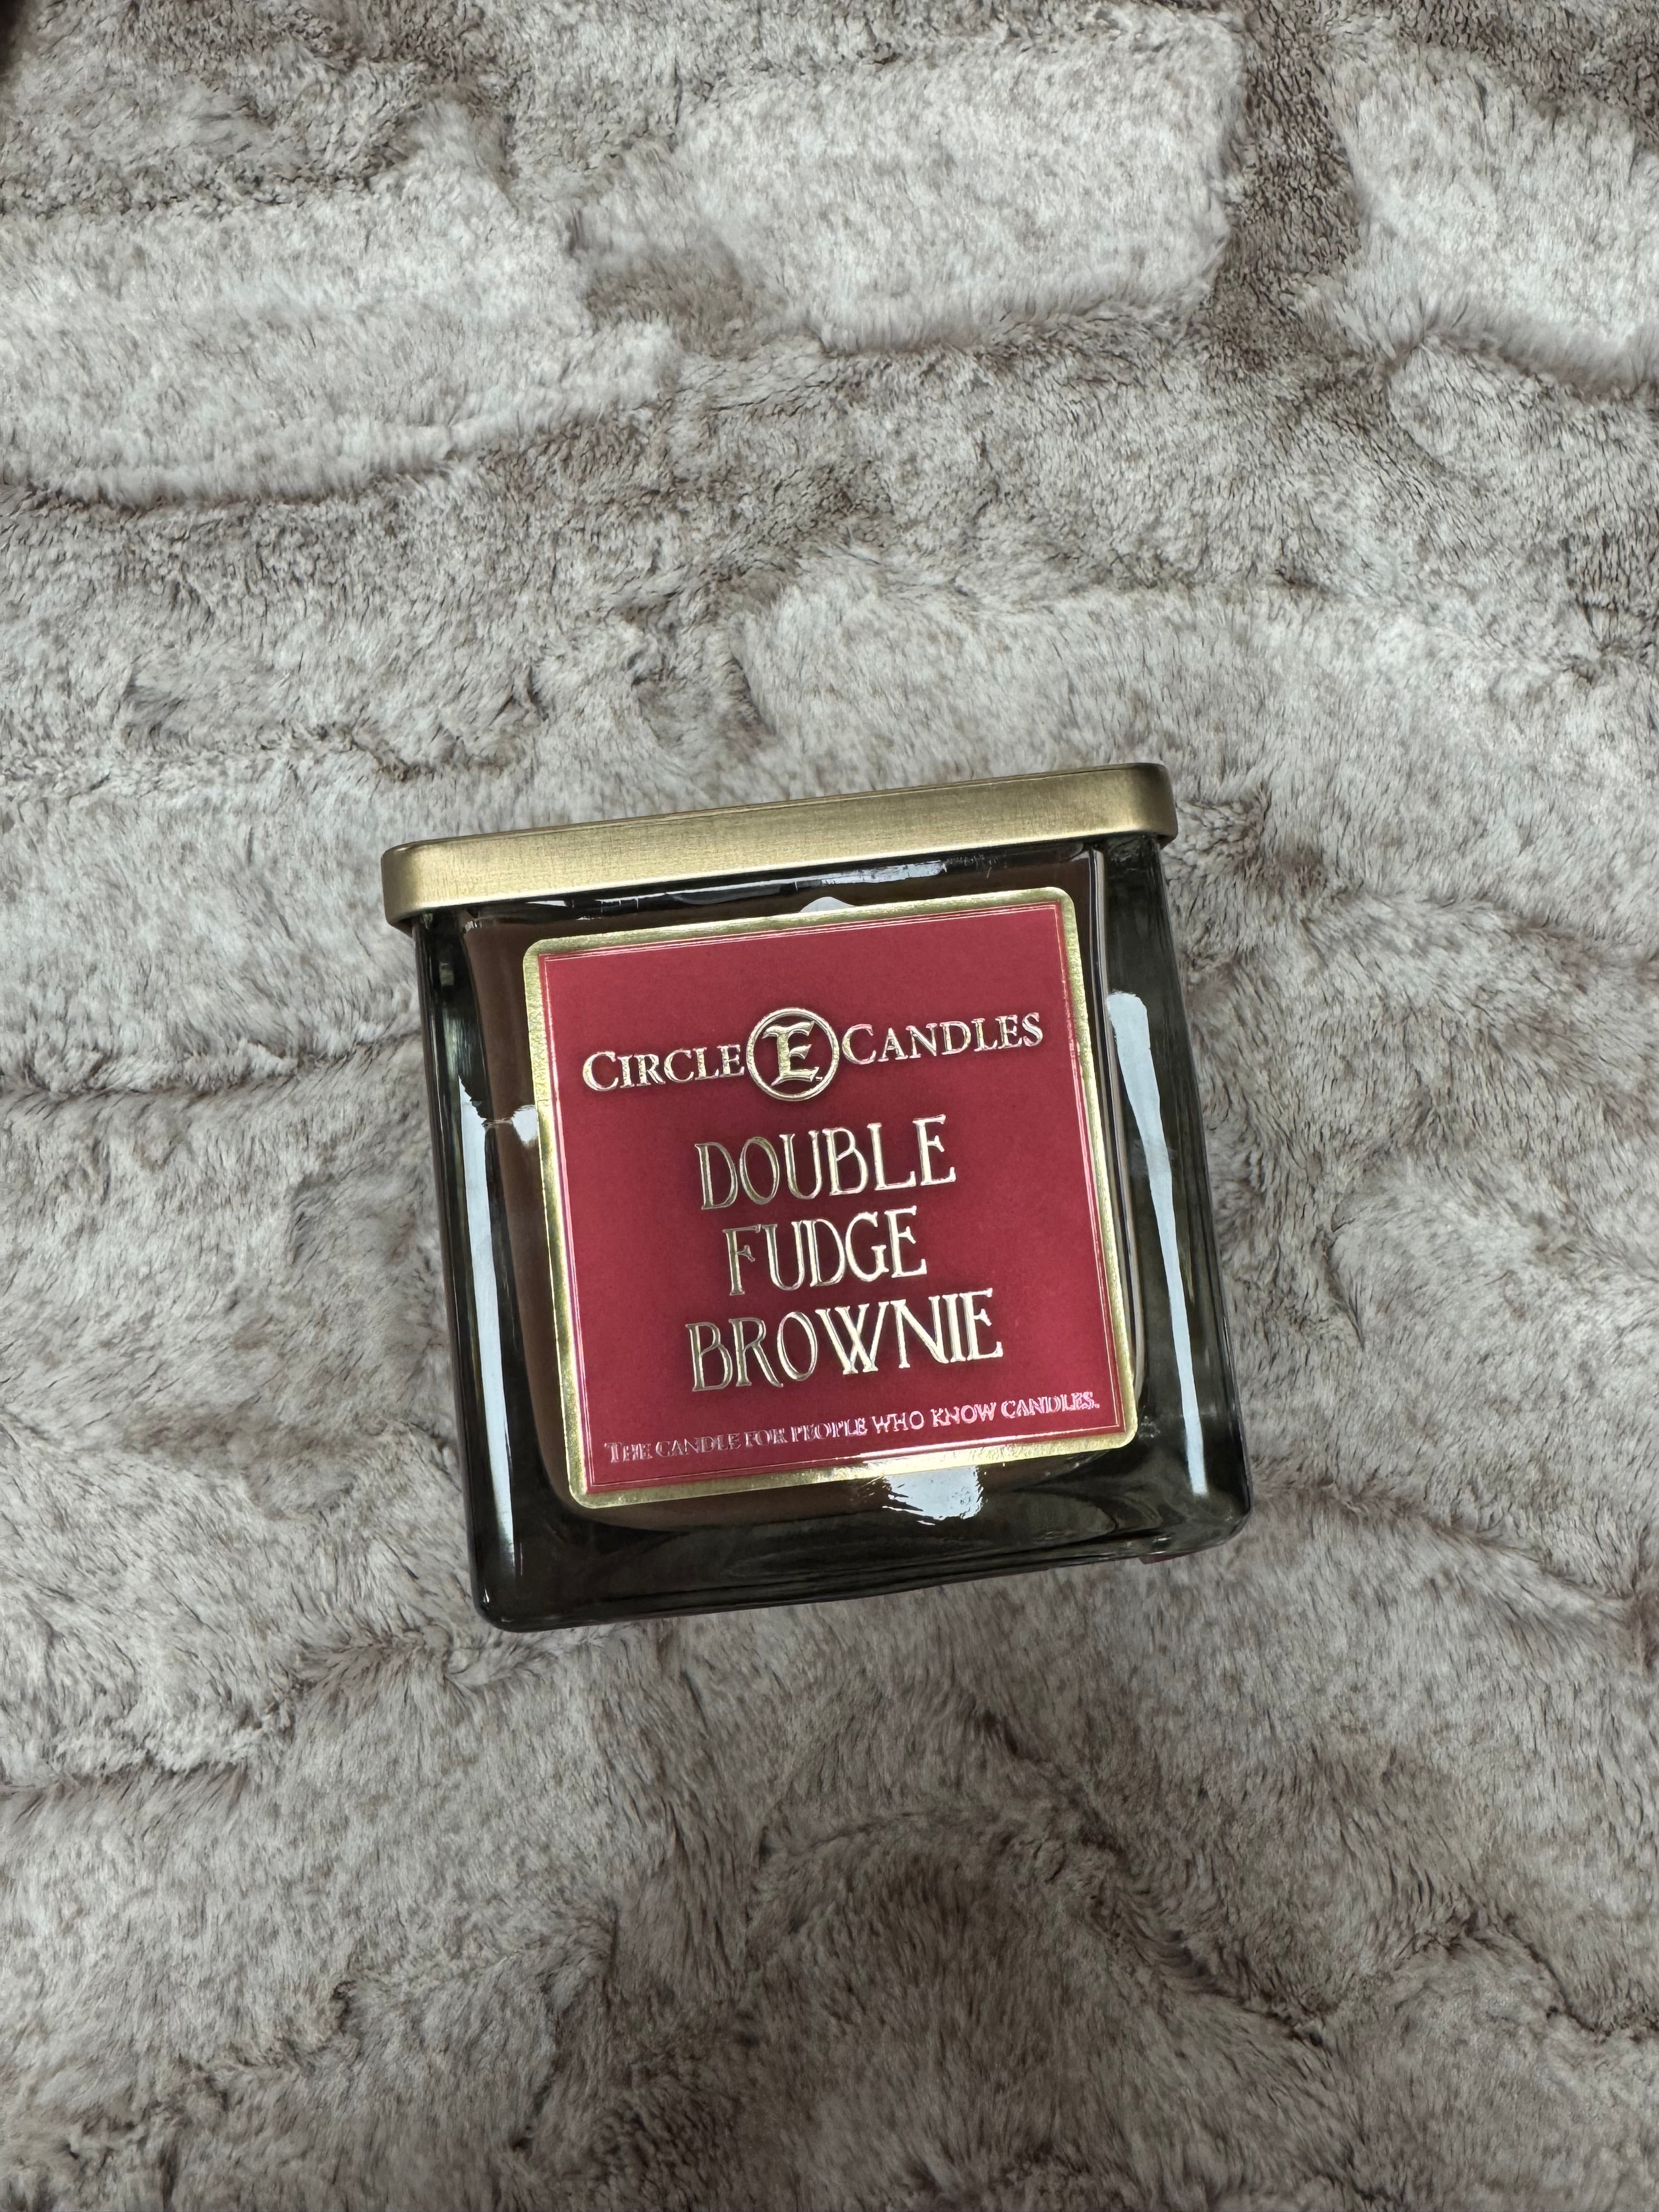 CIRCLE E CANDLES
DOUBLE
FUDGE
BROWNIE
THE CANDLE FOR PEOPLE WHO KNOW CANDLES.